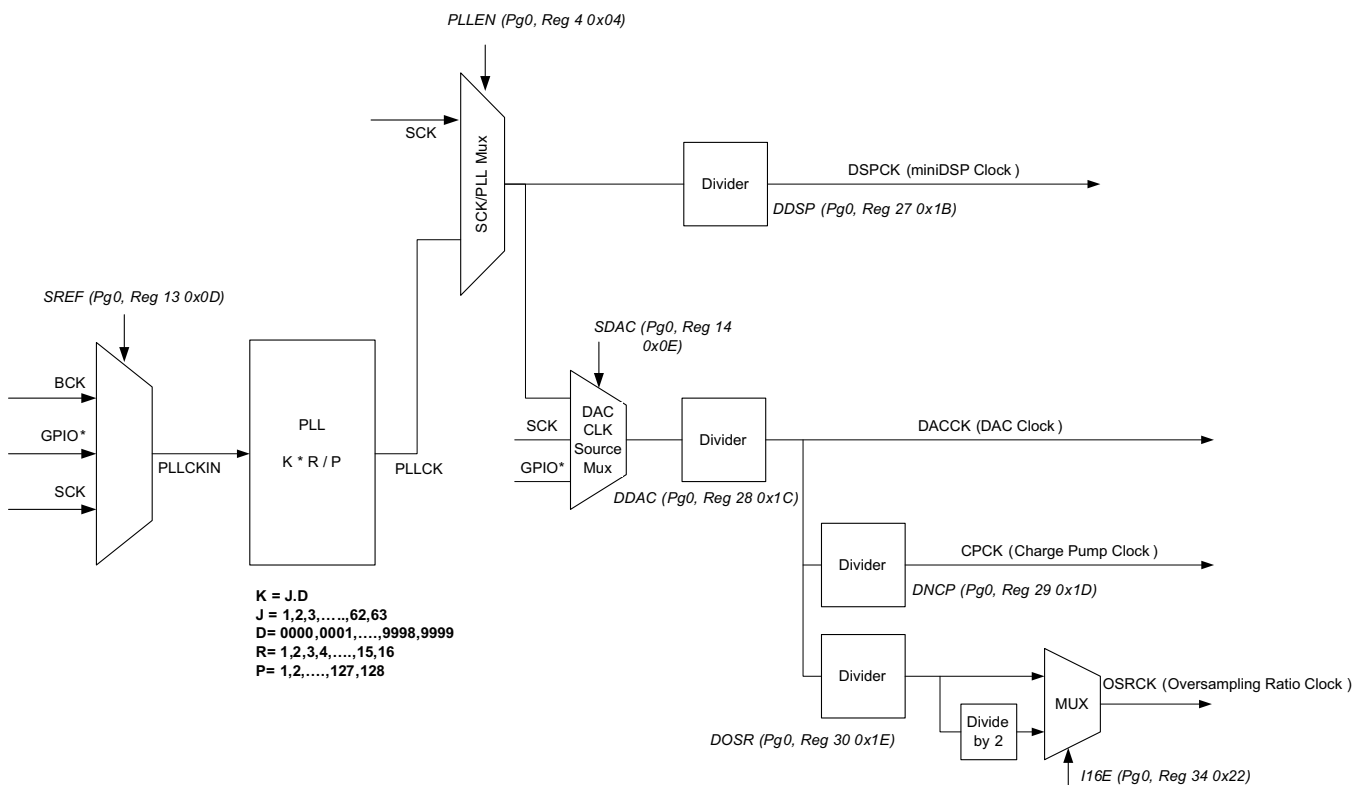 PLLEN (Pg0, Reg 4 0x04)
SCK
SCK/PLL Mux
Divider
DSPCK (miniDSP Clock )
DDSP (Pg0, Reg 27 0x1B)
SREF (Pg0, Reg 13 0x0D)
BCK
GPIO*
SCK
PLLCKIN
PLL
K * R / P
PLLCK
K = J.D
J = 1,2,3,…..,62,63
D= 0000,0001,….,9998,9999
R= 1,2,3,4,….,15,16
P= 1,2,….,127,128
SDAC (Pg0, Reg 14
0x0E)
SCK
GPIO*
DAC
CLK
Source
Mux
Divider
DDAC (Pg0, Reg 28 0x1C)
DACCK (DAC Clock )
Divider
CPCK (Charge Pump Clock )
DNCP (Pg0, Reg 29 0x1D)
Divider
DOSR (Pg0, Reg 30 0x1E)
Divide
by 2
MUX
OSRCK (Oversampling Ratio Clock )
I16E (Pg0, Reg 34 0x22)